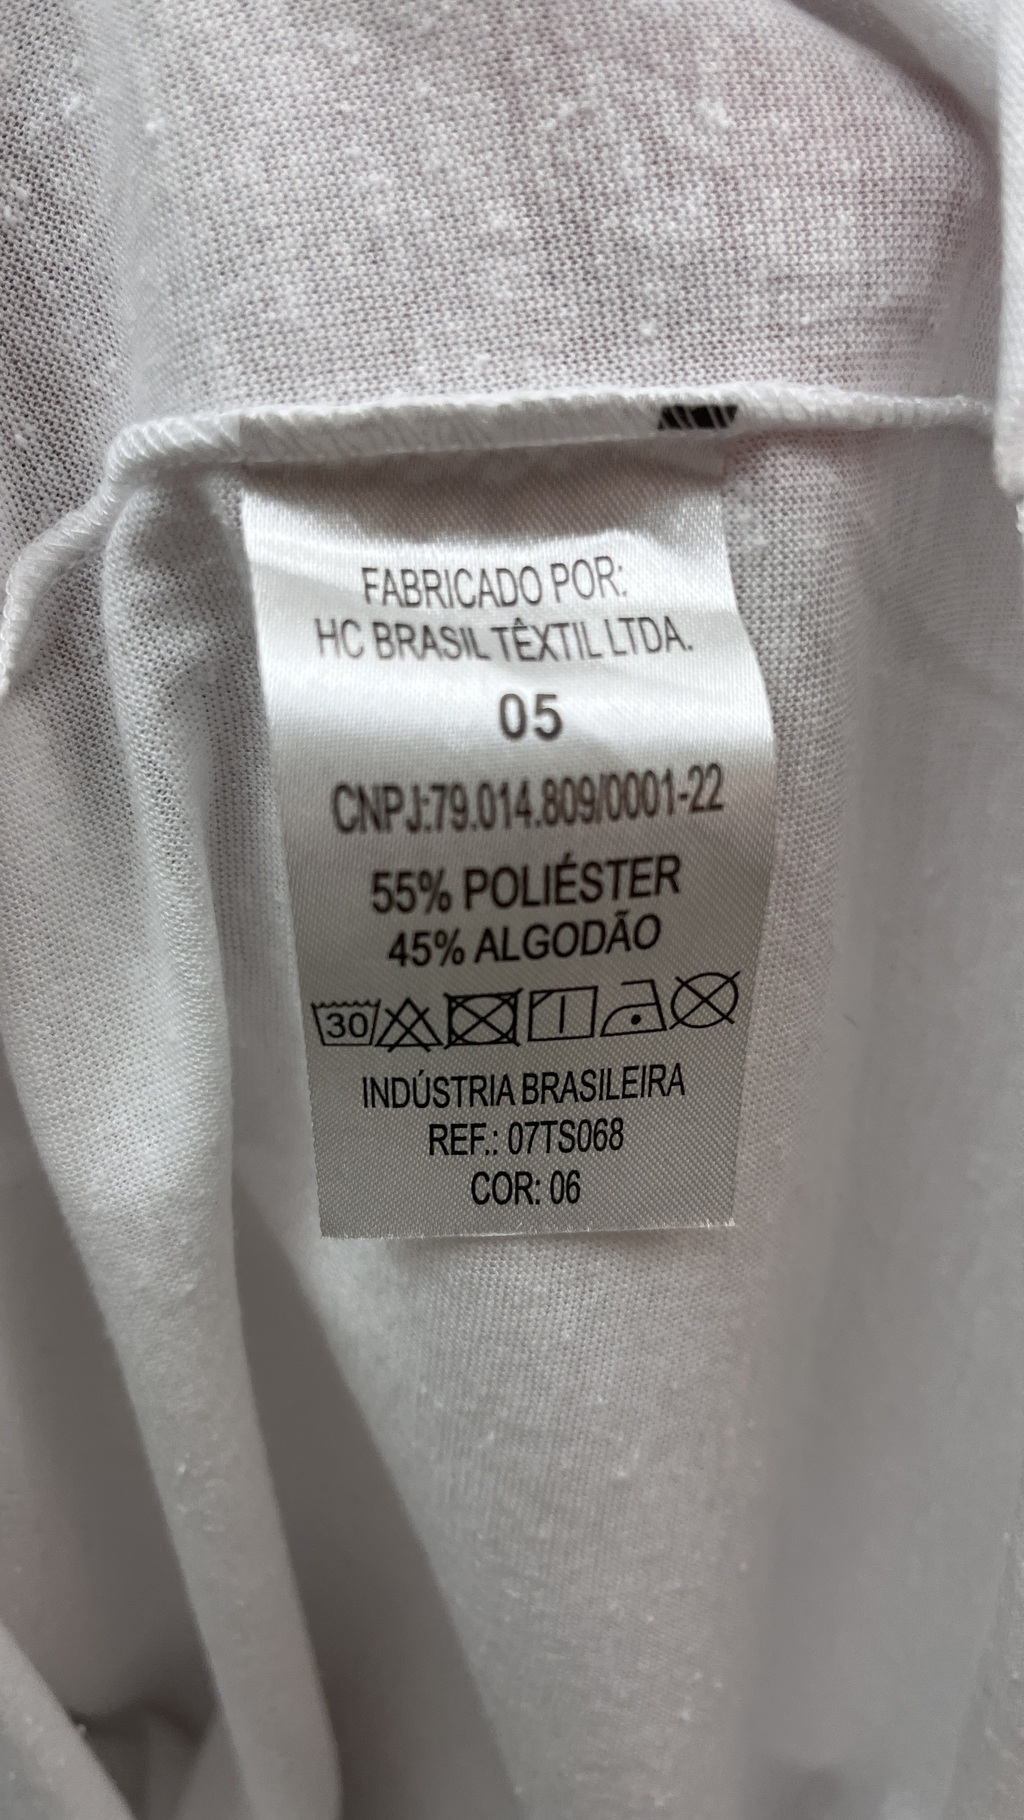 FABRICADO POR:
HC BRASIL TÊXTIL LTDA.
05
CNPJ:79.014.809/0001-22
55% POLIÉSTER
45% ALGODÃO
30
INDÚSTRIA BRASILEIRA
REF.: 07TS068
COR: 06